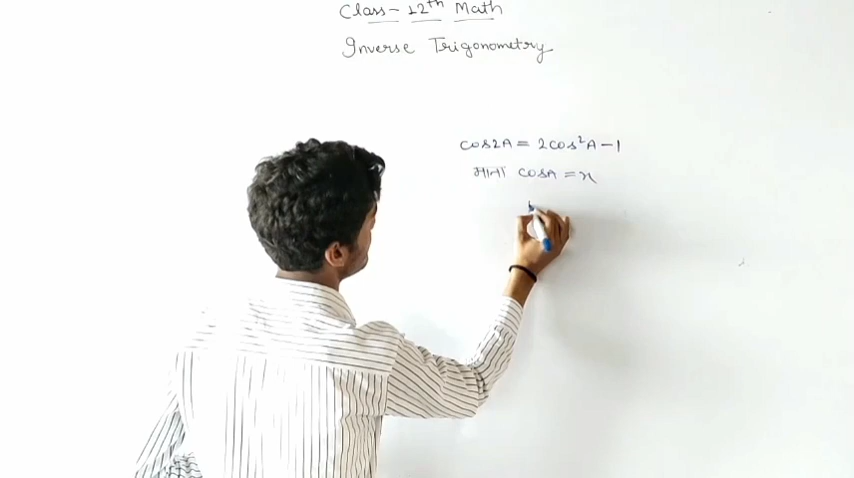 Class- 12th Math
Inverse Trigonometry
cos2A = 2cos²A-1
माना cosA = x